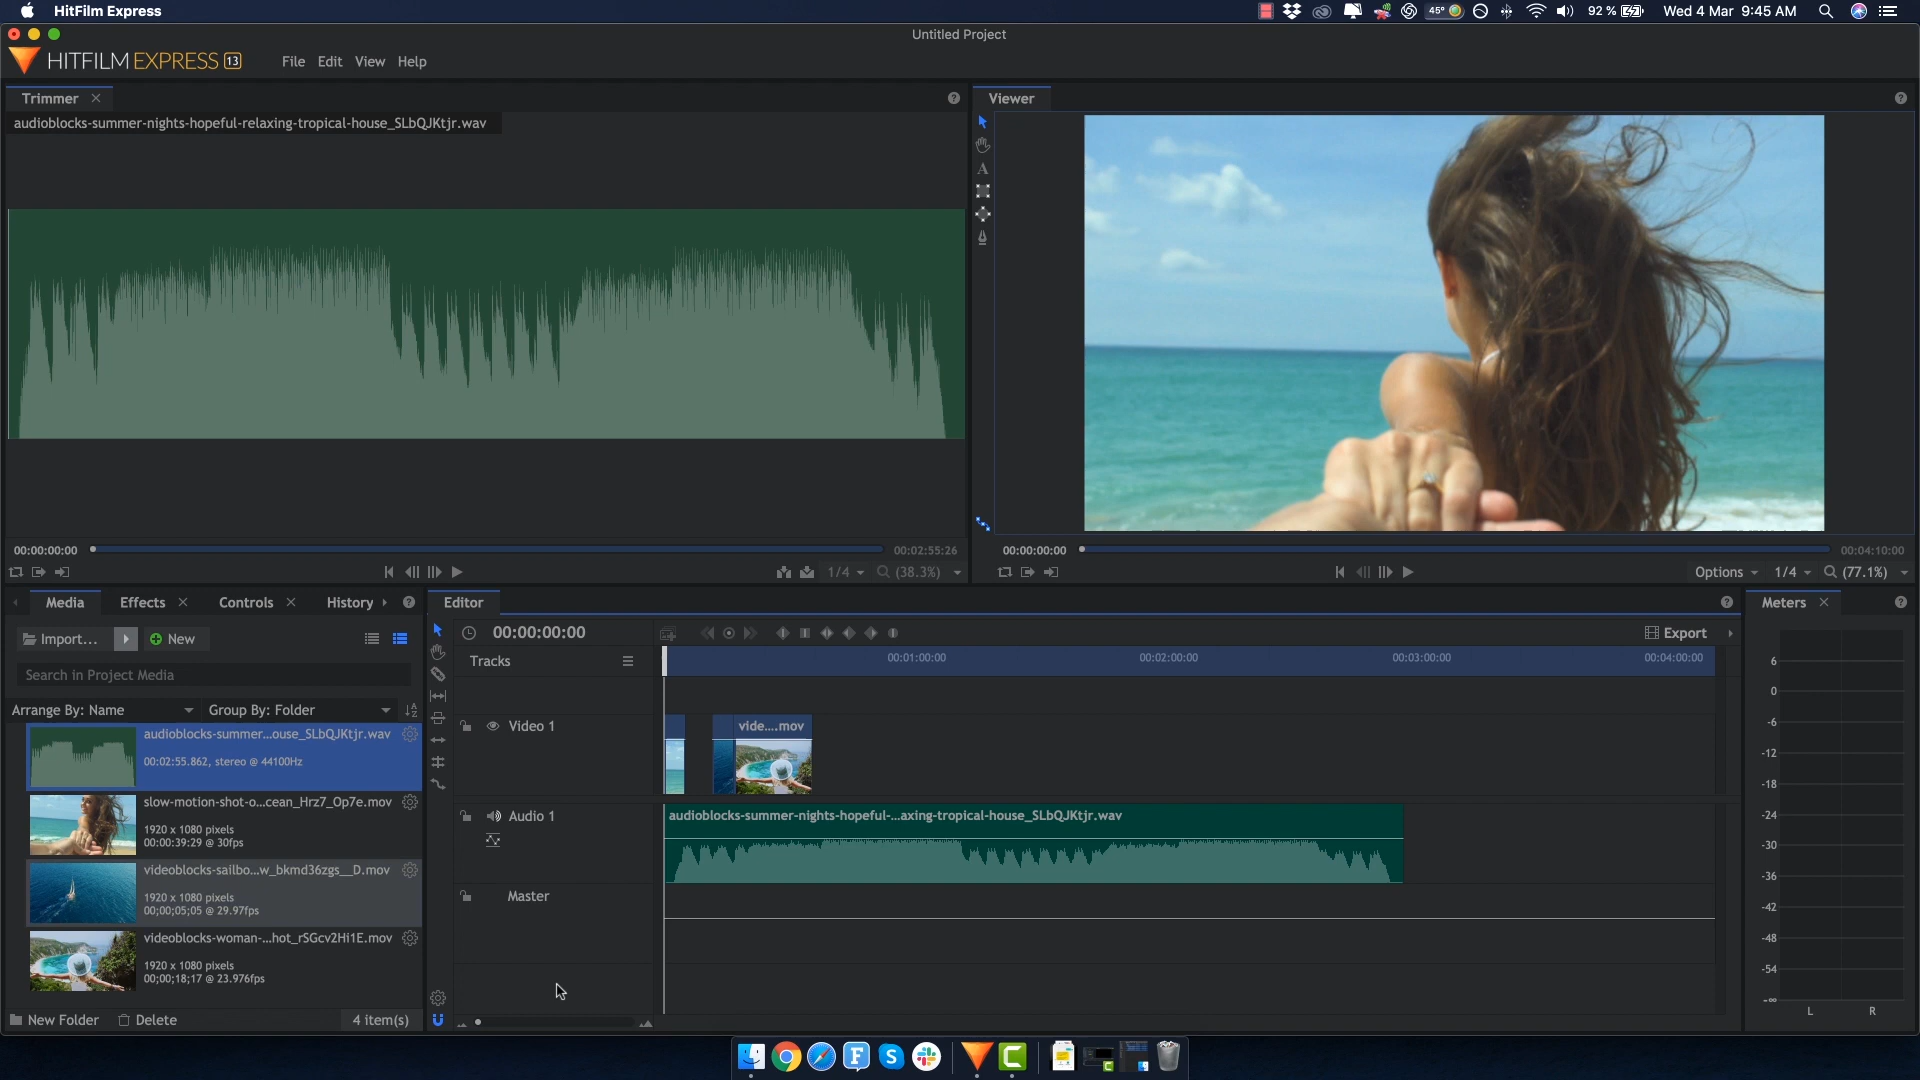 HitFilm Express
45°
92 %
Wed 4 Mar 9:45 AM
Untitled Project
HITFILM EXPRESS 13
File Edit View Help
Trimmer
Viewer
audioblocks-summer-nights-hopeful-relaxing-tropical-house_SLbQJKtjr.wav
00:00:00:00
00:02:55:26
00:00:00:00
00:04:10:00
1/4
(38.3%)
Options
1/4
(77.1%)
Media
Effects
Controls
History
Editor
Meters
Import...
New
00:00:00:00
Export
Search in Project Media
Tracks
00:01:00:00
00:02:00:00
00:03:00:00
00:04:00:00
Arrange By: Name
Group By: Folder
audioblocks-summer...ouse_SLbQJKtjr.wav
00:02:55.862, stereo @ 44100Hz
slow-motion-shot-o...cean_Hrz7_Op7e.mov
1920 x 1080 pixels
00:00:39:29 @ 30fps
videoblocks-sailbo...w_bkmd36zgs__D.mov
1920 x 1080 pixels
00;00;05;05 @ 29.97fps
videoblocks-woman-...hot_rSGcv2Hi1E.mov
1920 x 1080 pixels
00;00;18;17 @ 23.976fps
New Folder
Delete
4 item(s)
Video 1
vide....mov
Audio 1
audioblocks-summer-nights-hopeful-...axing-tropical-house_SLbQJKtjr.wav
Master
6
0
-6
-12
-18
-24
-30
-36
-42
-48
-54
-∞
L R